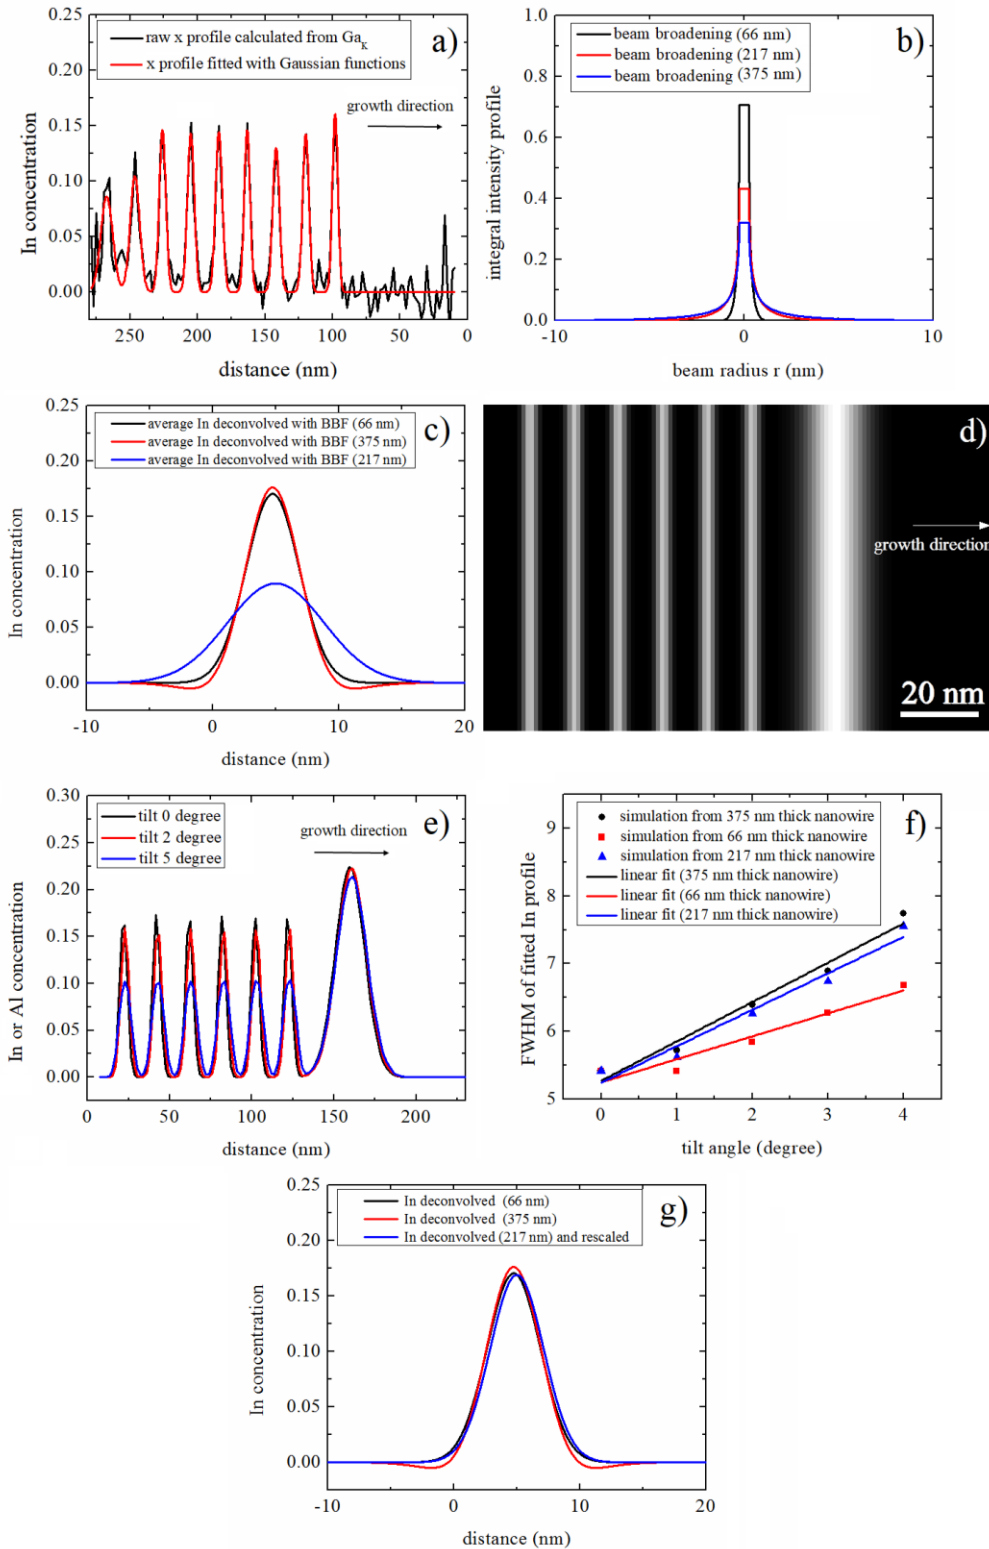 0.25
0.20
0.15
0.10
0.05
0.00
In concentration
raw x profile calculated from Ga_K
x profile fitted with Gaussian functions
a)
growth direction
250 200 150 100 50 0
distance (nm)
1.0
0.8
0.6
0.4
0.2
0.0
integral intensity profile
beam broadening (66 nm)
beam broadening (217 nm)
beam broadening (375 nm)
b)
-10 0 10
beam radius r (nm)
0.25
0.20
0.15
0.10
0.05
0.00
In concentration
average In deconvolved with BBF (66 nm)
average In deconvolved with BBF (375 nm)
average In deconvolved with BBF (217 nm)
c)
-10 0 10 20
distance (nm)
d)
growth direction
20 nm
0.30
0.25
0.20
0.15
0.10
0.05
0.00
In or Al concentration
tilt 0 degree
tilt 2 degree
tilt 5 degree
e)
growth direction
0 50 100 150 200
distance (nm)
9
8
7
6
5
FWHM of fitted In profile
simulation from 375 nm thick nanowire
simulation from 66 nm thick nanowire
simulation from 217 nm thick nanowire
linear fit (375 nm thick nanowire)
linear fit (66 nm thick nanowire)
linear fit (217 nm thick nanowire)
f)
0 1 2 3 4
tilt angle (degree)
0.25
0.20
0.15
0.10
0.05
0.00
In concentration
In deconvolved (66 nm)
In deconvolved (375 nm)
In deconvolved (217 nm) and rescaled
g)
-10 0 10 20
distance (nm)